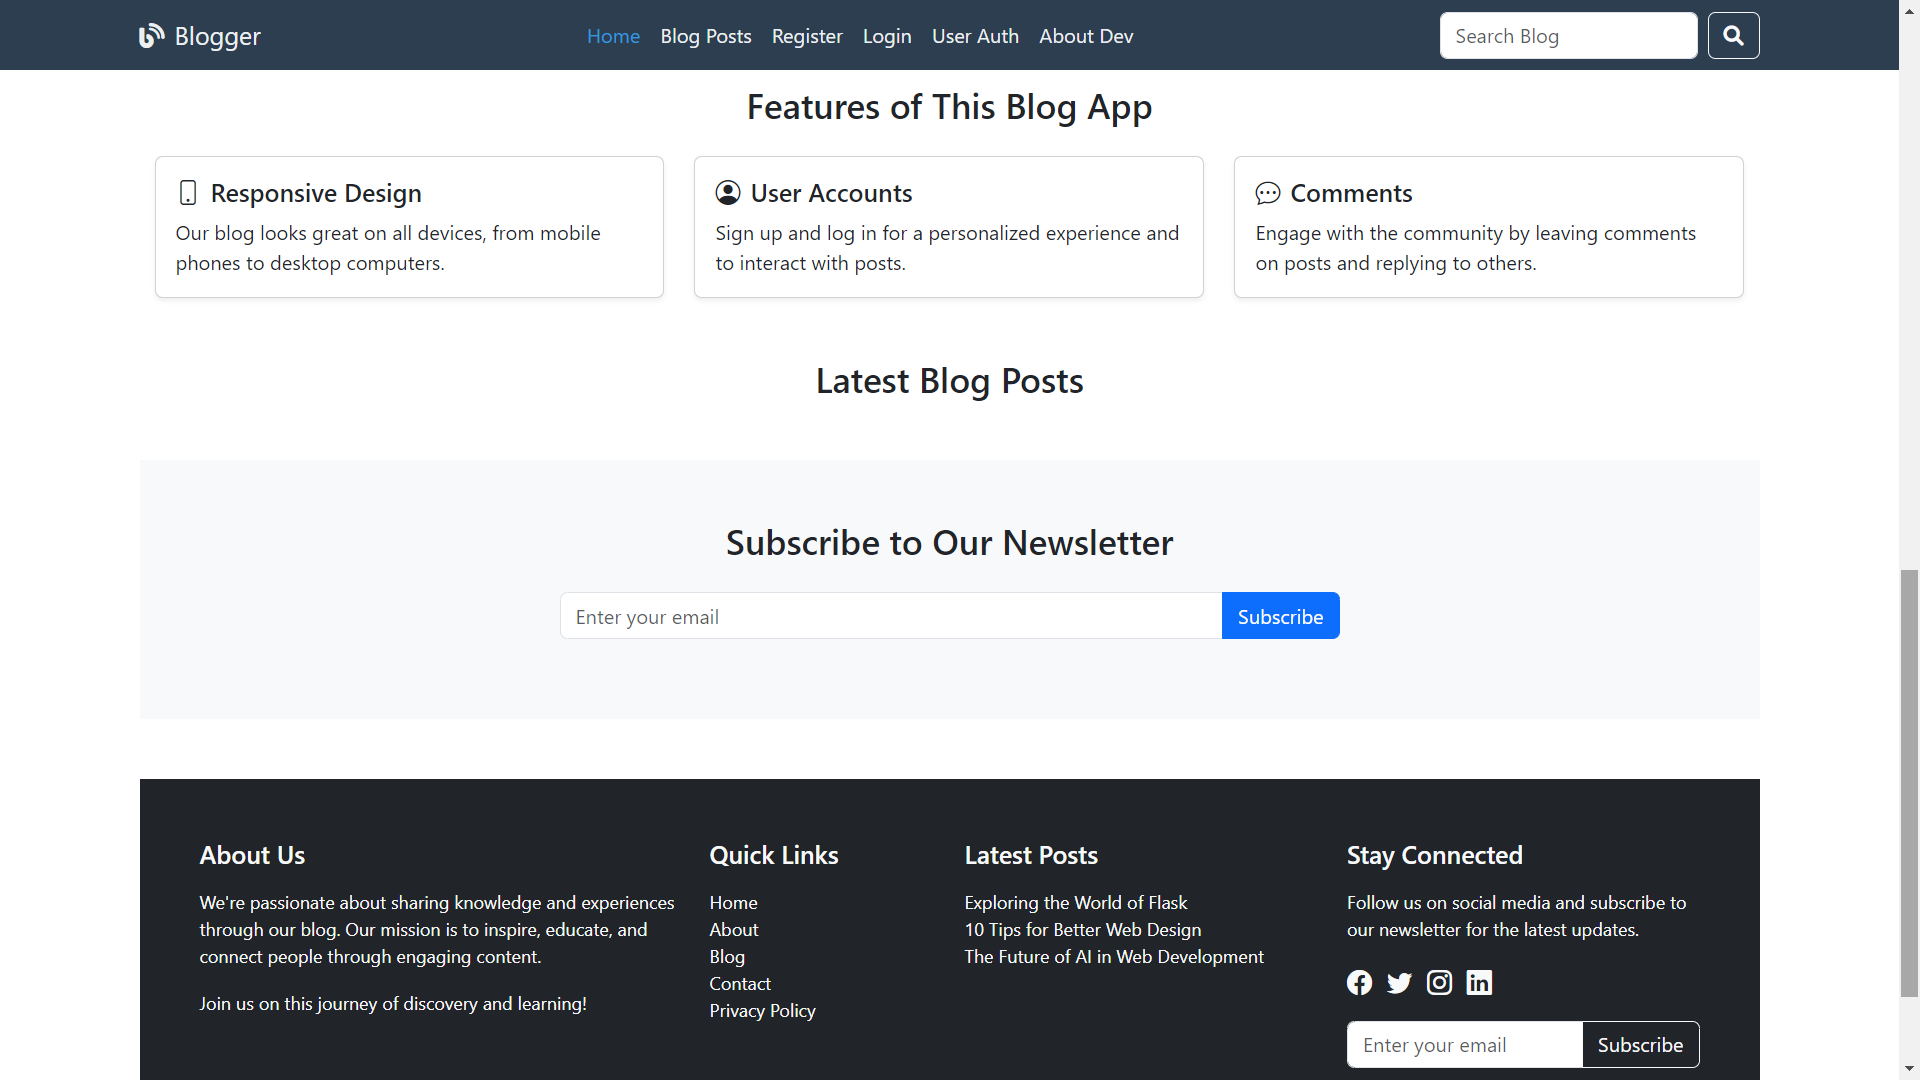 Blogger
Home Blog Posts Register Login User Auth About Dev
Search Blog
Features of This Blog App
Responsive Design
Our blog looks great on all devices, from mobile
phones to desktop computers.
User Accounts
Sign up and log in for a personalized experience and
to interact with posts.
Comments
Engage with the community by leaving comments
on posts and replying to others.
Latest Blog Posts
Subscribe to Our Newsletter
Enter your email
Subscribe
About Us
We're passionate about sharing knowledge and experiences
through our blog. Our mission is to inspire, educate, and
connect people through engaging content.
Join us on this journey of discovery and learning!
Quick Links
Home
About
Blog
Contact
Privacy Policy
Latest Posts
Exploring the World of Flask
10 Tips for Better Web Design
The Future of AI in Web Development
Stay Connected
Follow us on social media and subscribe to
our newsletter for the latest updates.
Enter your email
Subscribe